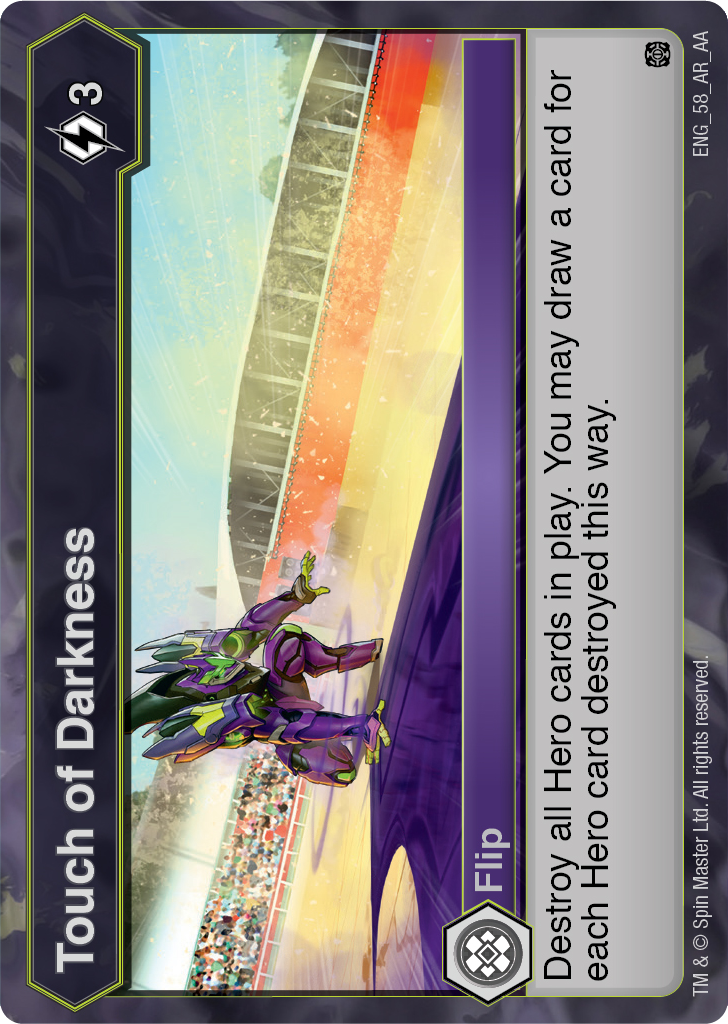 Touch of Darkness
3
Flip
Destroy all Hero cards in play. You may draw a card for
each Hero card destroyed this way.
TM & © Spin Master Ltd. All rights reserved.
ENG_58_AR_AA